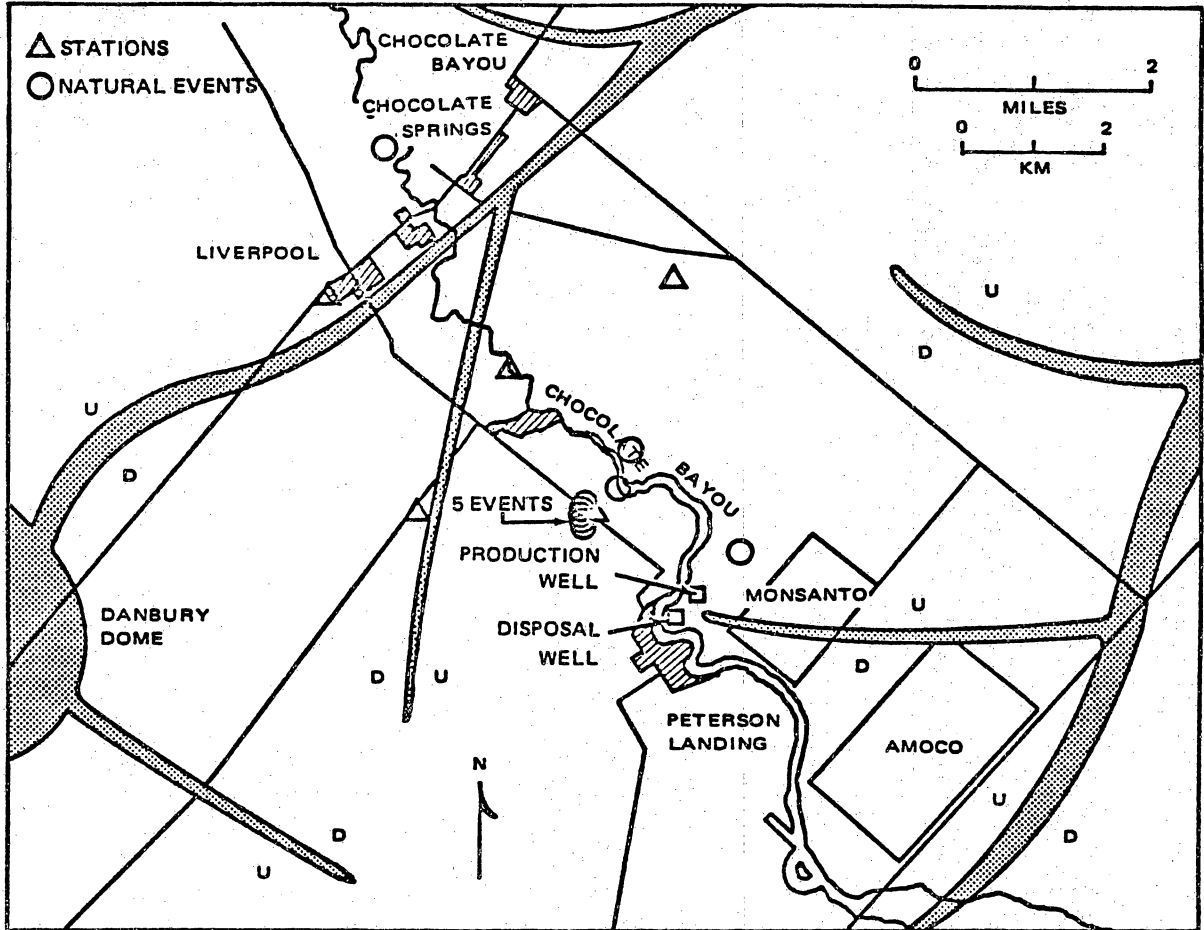 STATIONS
NATURAL EVENTS
CHOCOLATE
BAYOU
CHOCOLATE
SPRINGS
0 2
MILES
0 2
KM
LIVERPOOL
U
D
U
D
CHOCOLATE BAYOU
5 EVENTS
PRODUCTION
WELL
MONSANTO
U
DISPOSAL
WELL
D
DANBURY
DOME
D U
PETERSON
LANDING
AMOCO
N
U
D
D
U